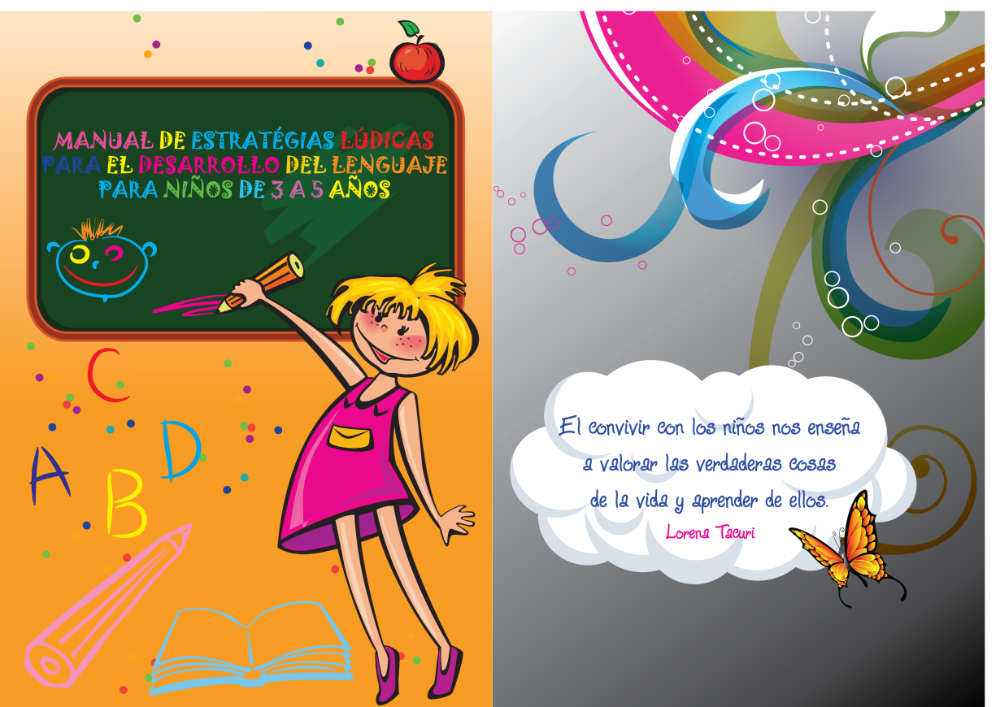 MANUAL DE ESTRATÉGIAS LÚDICAS
PARA EL DESARROLLO DEL LENGUAJE
PARA NIÑOS DE 3 A 5 AÑOS
C
D
A
B
El convivir con los niños nos enseña
a valorar las verdaderas cosas
de la vida y aprender de ellos.
Lorena Tacuri